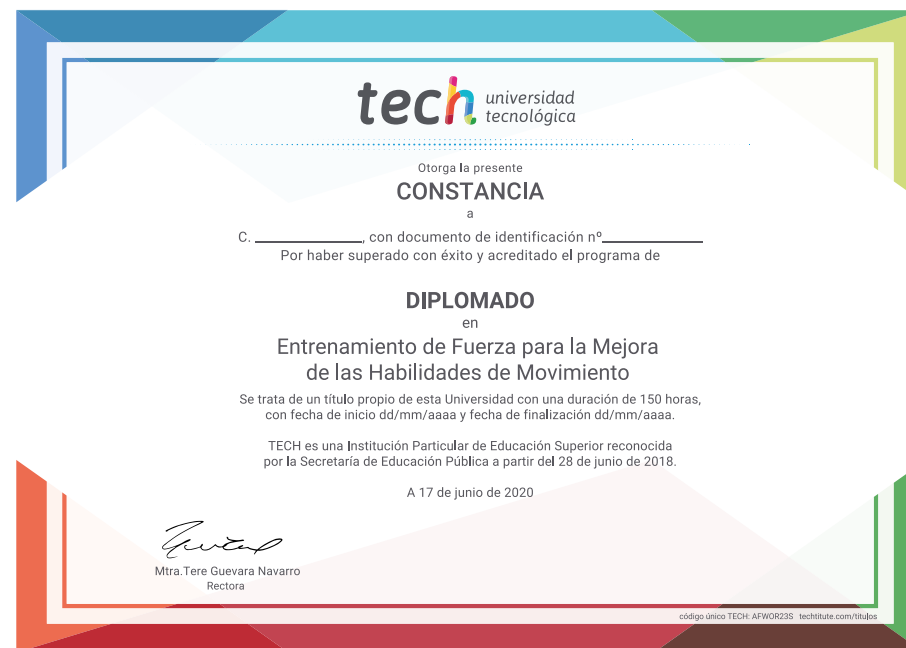 tech universidad
tecnológica
Otorga la presente
CONSTANCIA
a
C. ____________, con documento de identificación nº____________
Por haber superado con éxito y acreditado el programa de
DIPLOMADO
en
Entrenamiento de Fuerza para la Mejora
de las Habilidades de Movimiento
Se trata de un título propio de esta Universidad con una duración de 150 horas,
con fecha de inicio dd/mm/aaaa y fecha de finalización dd/mm/aaaa.
TECH es una Institución Particular de Educación Superior reconocida
por la Secretaría de Educación Pública a partir del 28 de junio de 2018.
A 17 de junio de 2020
Mtra.Tere Guevara Navarro
Rectora
código único TECH: AFWOR23S techtitute.com/titulos